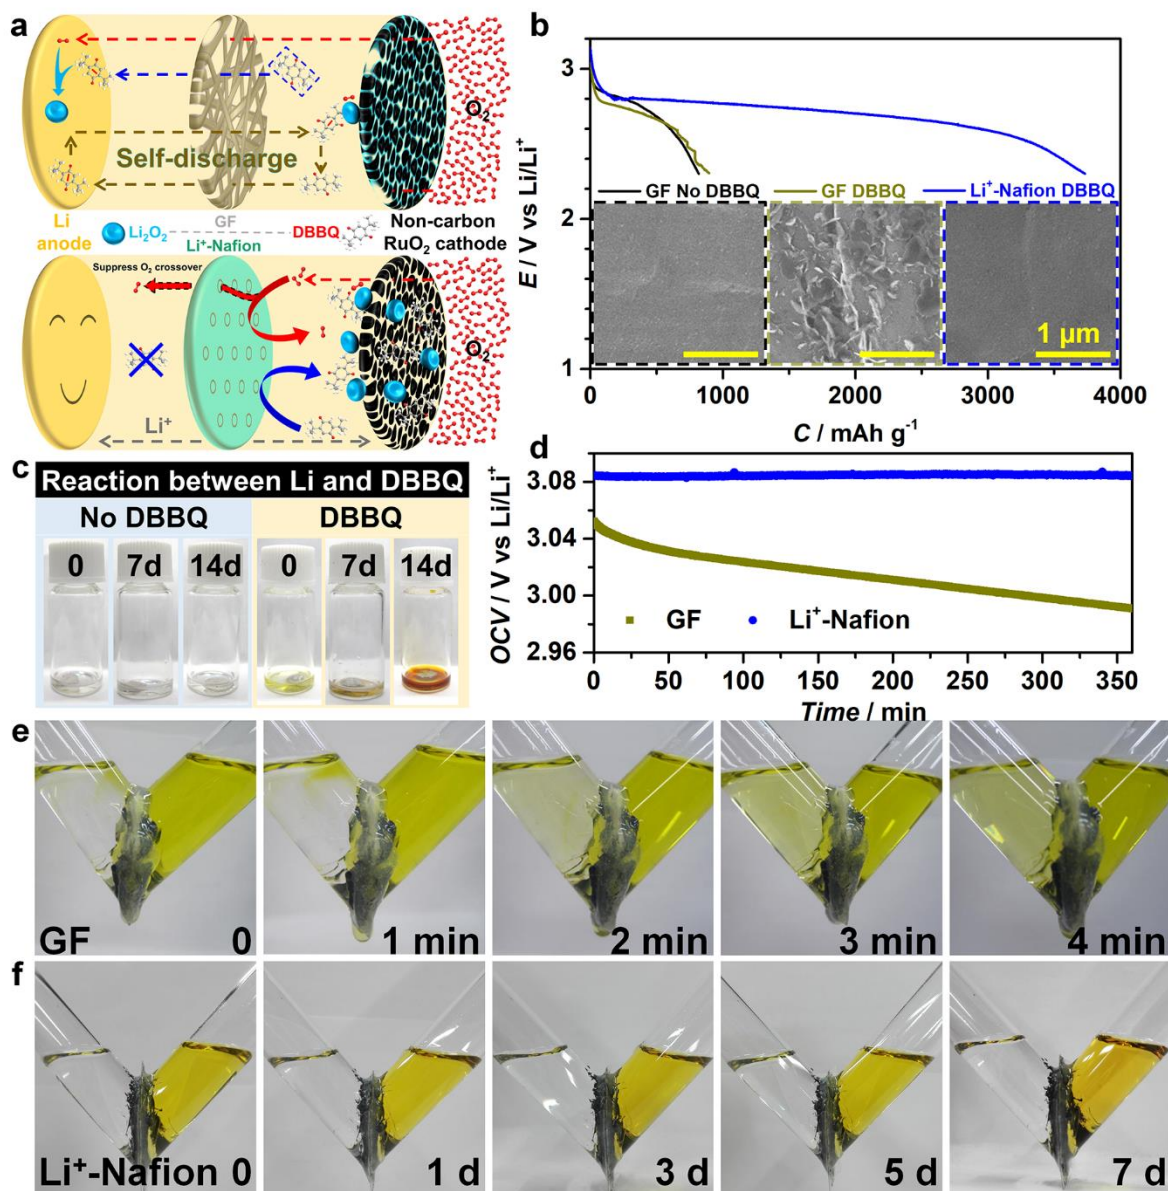 a
O₂
Self-discharge
Li
anode
Li₂O₂
GF
Li⁺-Nafion
DBBQ
Non-carbon
RuO₂ cathode
Suppress O₂ crossover
O₂
Li⁺
b
E / V vs Li/Li⁺
3
2
1
GF No DBBQ
GF DBBQ
Li⁺-Nafion DBBQ
1 μm
0
1000
2000
3000
4000
C / mAh g⁻¹
c
Reaction between Li and DBBQ
No DBBQ
DBBQ
0
7d
14d
0
7d
14d
d
OCV / V vs Li/Li⁺
3.08
3.04
3.00
2.96
GF
Li⁺-Nafion
0
50
100
150
200
250
300
350
Time / min
e
GF
0
1 min
2 min
3 min
4 min
f
Li⁺-Nafion
0
1 d
3 d
5 d
7 d